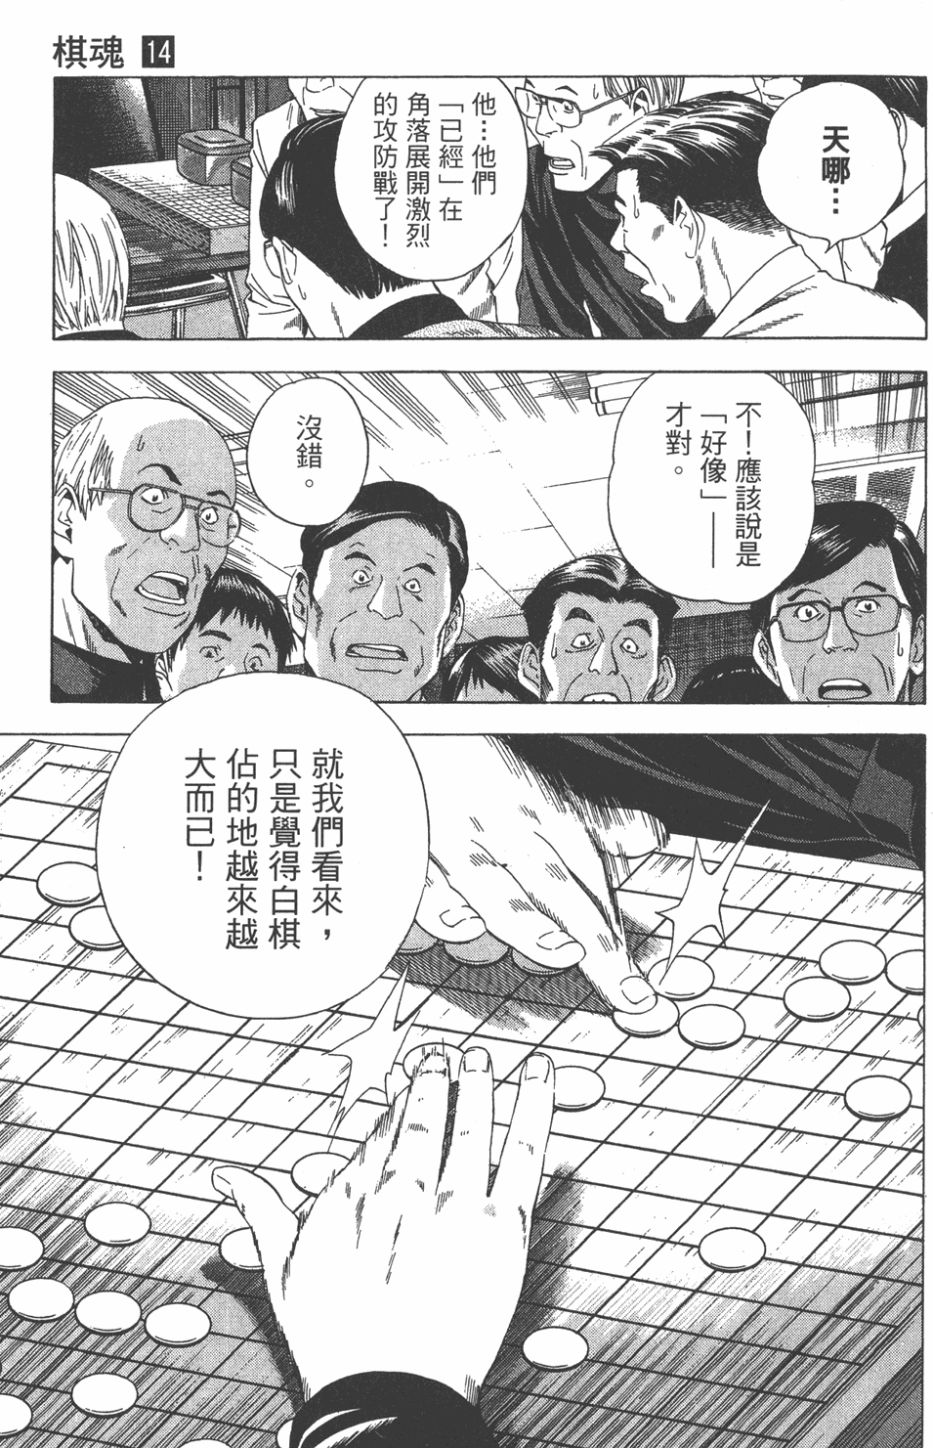 棋魂 14
天哪…
他…他們
「已經」在
角落展開激烈
的攻防戰了！
不！應該說是
「好像」——
才對。
沒錯。
就我們看來，
只是覺得白棋
佔的地越來越
大而已！